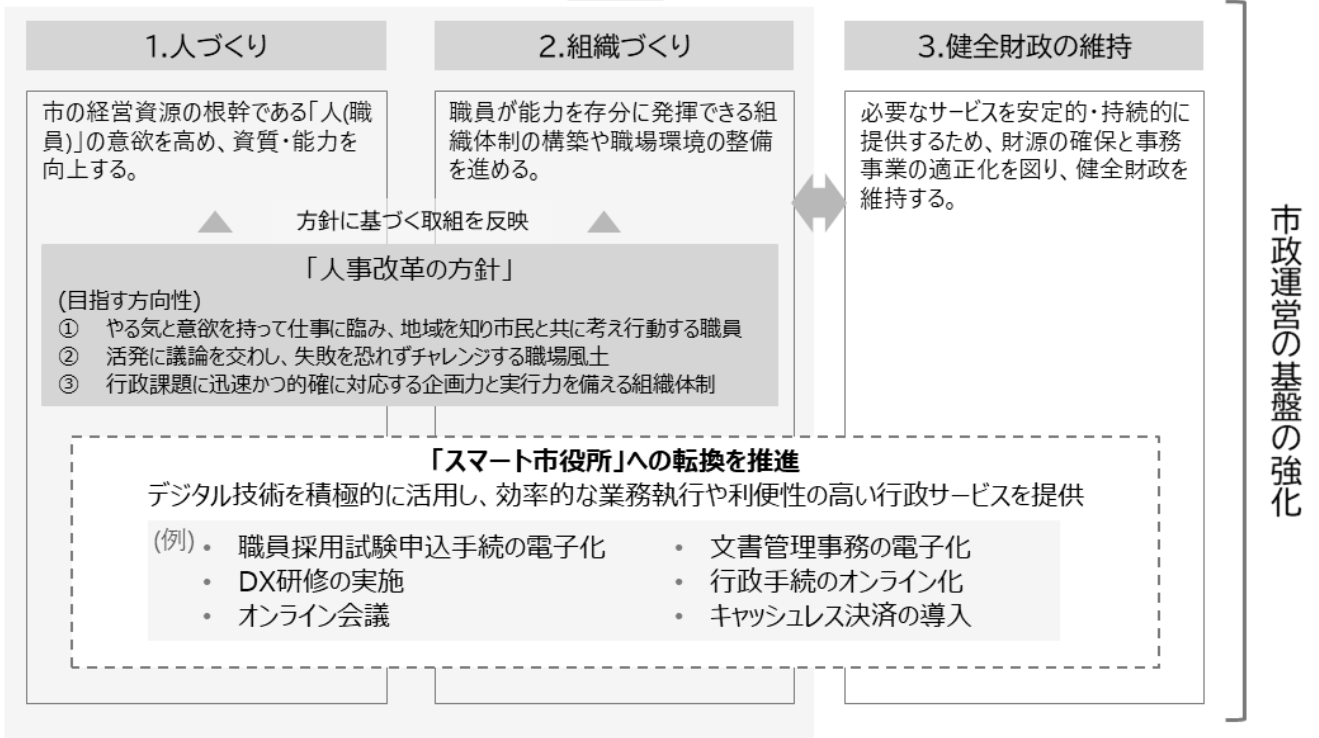 1.人づくり
市の経営資源の根幹である「人(職
員)」の意欲を高め、資質・能力を
向上する。
2.組織づくり
職員が能力を存分に発揮できる組
織体制の構築や職場環境の整備
を進める。
3.健全財政の維持
必要なサービスを安定的・持続的に
提供するため、財源の確保と事務
事業の適正化を図り、健全財政を
維持する。
方針に基づく取組を反映
「人事改革の方針」
(目指す方向性)
① やる気と意欲を持って仕事に臨み、地域を知り市民と共に考え行動する職員
② 活発に議論を交わし、失敗を恐れずチャレンジする職場風土
③ 行政課題に迅速かつ的確に対応する企画力と実行力を備える組織体制
「スマート市役所」への転換を推進
デジタル技術を積極的に活用し、効率的な業務執行や利便性の高い行政サービスを提供
(例)
• 職員採用試験申込手続の電子化
• DX研修の実施
• オンライン会議
• 文書管理事務の電子化
• 行政手続のオンライン化
• キャッシュレス決済の導入
市政運営の基盤の強化